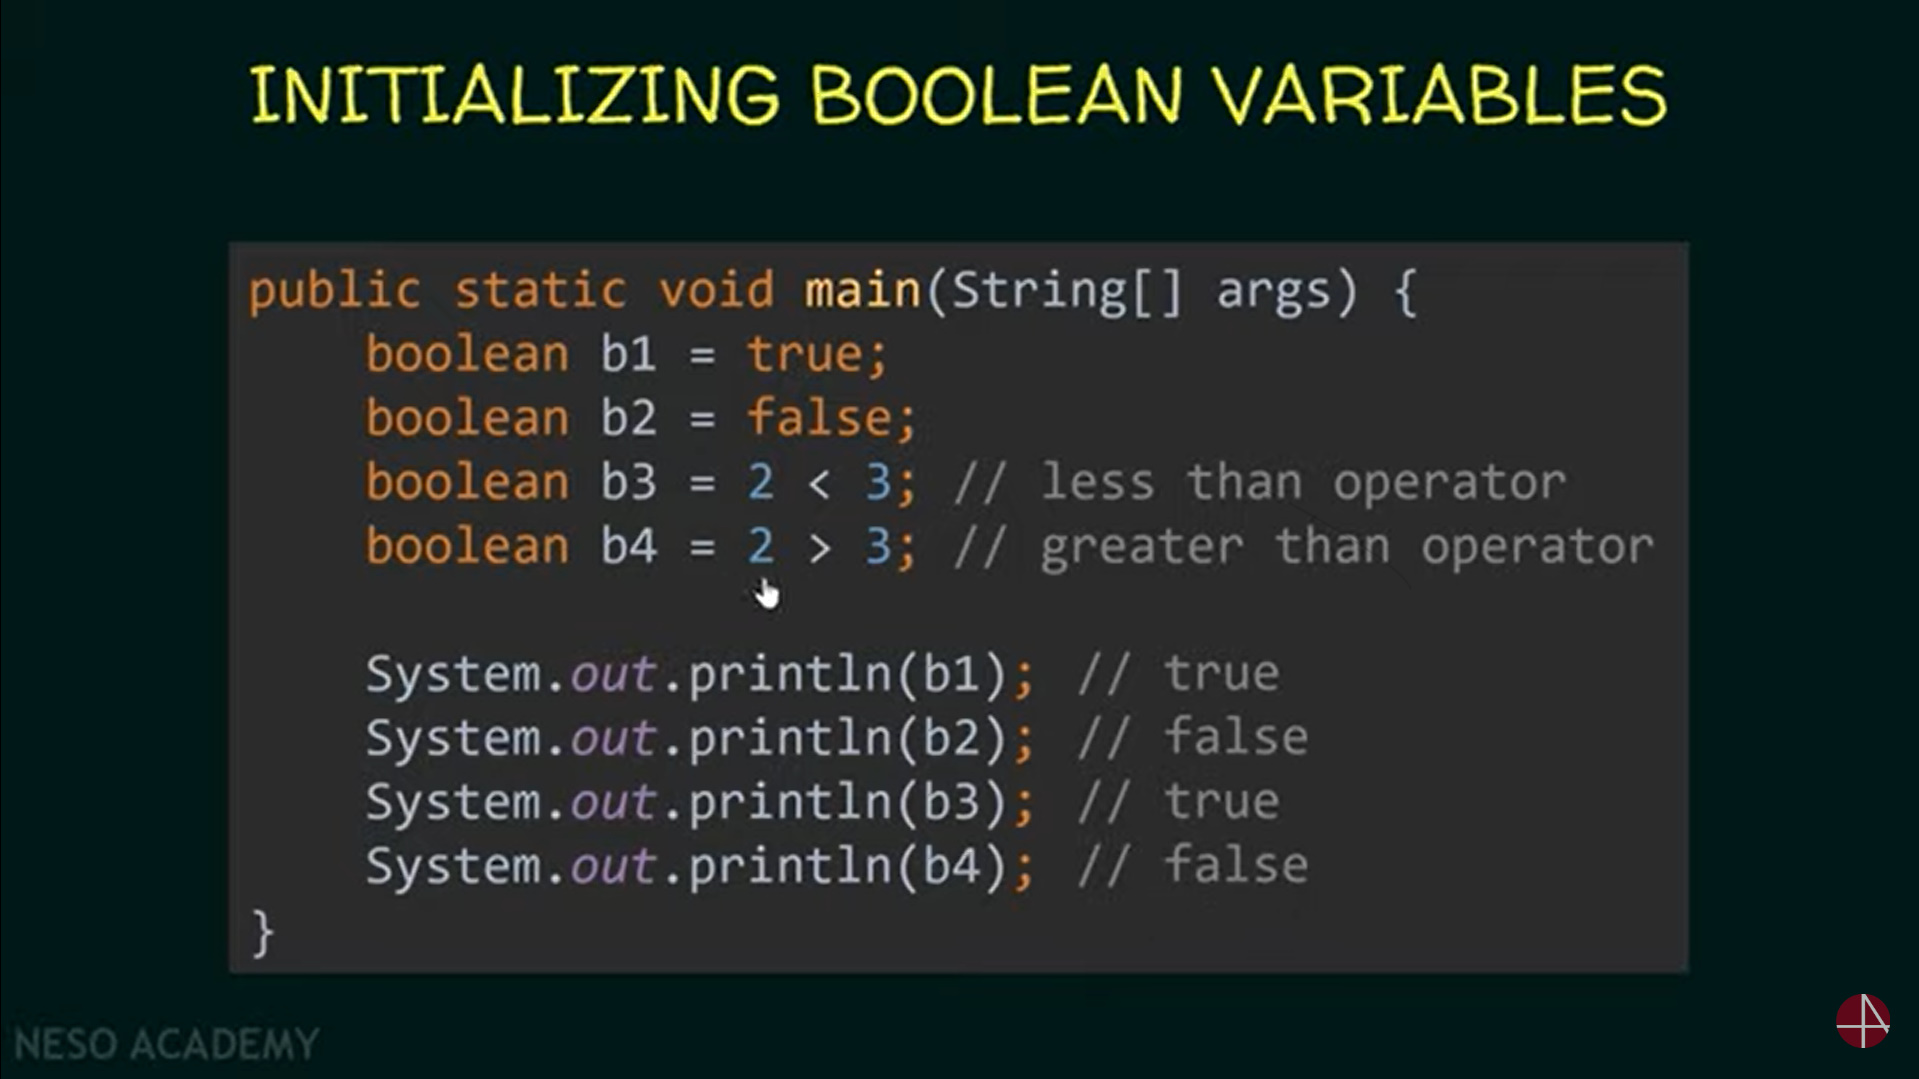 INITIALIZING BOOLEAN VARIABLES
public static void main(String[] args) {
    boolean b1 = true;
    boolean b2 = false;
    boolean b3 = 2 < 3; // less than operator
    boolean b4 = 2 > 3; // greater than operator
    System.out.println(b1); // true
    System.out.println(b2); // false
    System.out.println(b3); // true
    System.out.println(b4); // false
}
NESO ACADEMY